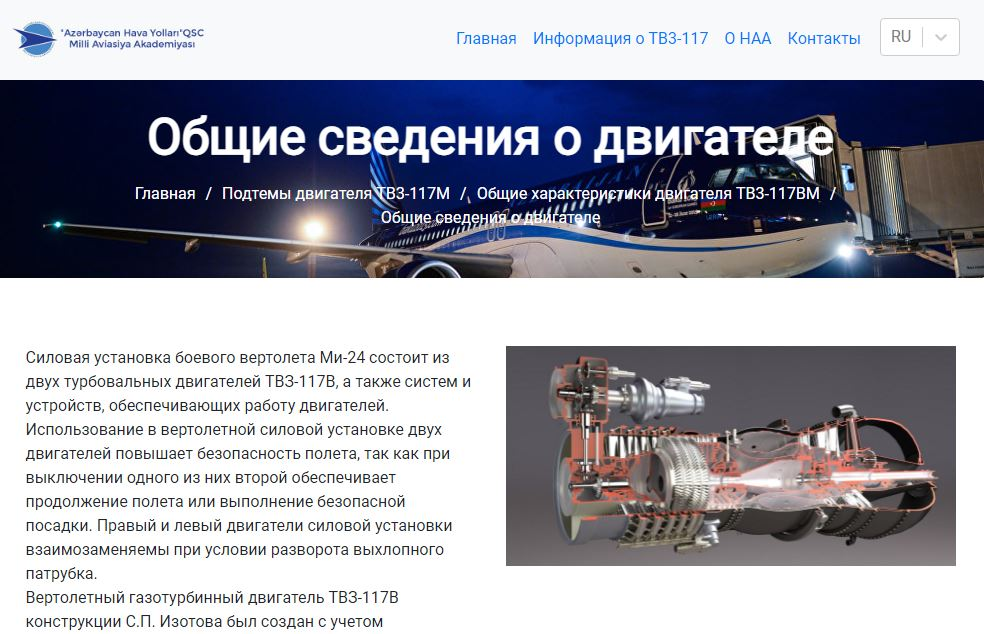 "Azərbaycan Hava Yolları"QSC
Milli Aviasiya Akademiyası
Главная Информация о ТВ3-117 О НАА Контакты RU
Общие сведения о двигателе
Главная / Подтемы двигателя ТВ3-117М / Общие характеристики двигателя ТВ3-117ВМ /
Общие сведения о двигателе
Силовая установка боевого вертолета Ми-24 состоит из
двух турбовальных двигателей ТВ3-117В, а также систем и
устройств, обеспечивающих работу двигателей.
Использование в вертолетной силовой установке двух
двигателей повышает безопасность полета, так как при
выключении одного из них второй обеспечивает
продолжение полета или выполнение безопасной
посадки. Правый и левый двигатели силовой установки
взаимозаменяемы при условии разворота выхлопного
патрубка.
Вертолетный газотурбинный двигатель ТВ3-117В
конструкции С.П. Изотова был создан с учетом